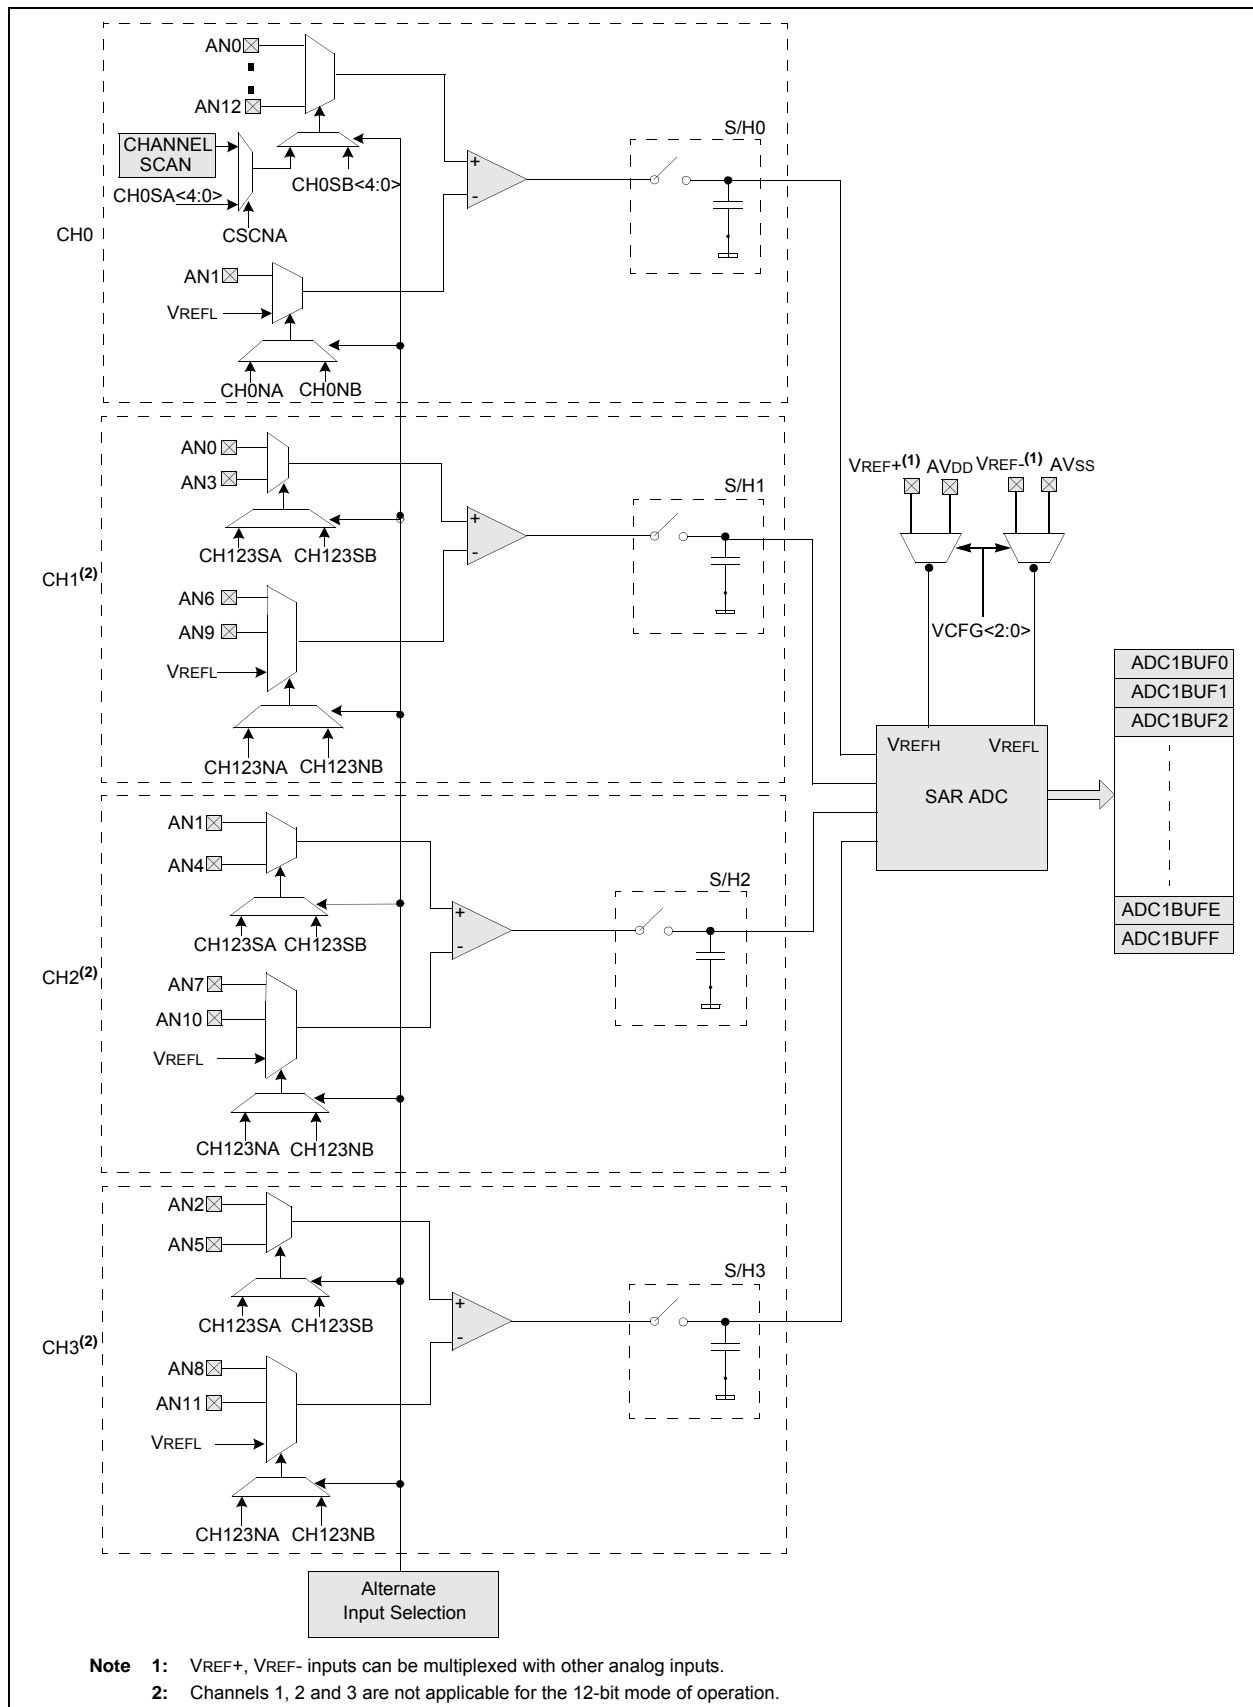 AN0
AN12
CHANNEL
SCAN
CH0SA<4:0>
CSCNA
CH0SB<4:0>
+
-
S/H0
CH0
AN1
VREFL
CH0NA
CH0NB
AN0
AN3
CH123SA
CH123SB
+
-
S/H1
CH1(2)
AN6
AN9
VREFL
CH123NA
CH123NB
VREF+(1)
AVDD
VREF-(1)
AVSS
VCFG<2:0>
VREFH
VREFL
SAR ADC
ADC1BUF0
ADC1BUF1
ADC1BUF2
ADC1BUFE
ADC1BUFF
AN1
AN4
CH123SA
CH123SB
+
-
S/H2
CH2(2)
AN7
AN10
VREFL
CH123NA
CH123NB
AN2
AN5
CH123SA
CH123SB
+
-
S/H3
CH3(2)
AN8
AN11
VREFL
CH123NA
CH123NB
Alternate
Input Selection
Note 1: VREF+, VREF- inputs can be multiplexed with other analog inputs.
2: Channels 1, 2 and 3 are not applicable for the 12-bit mode of operation.